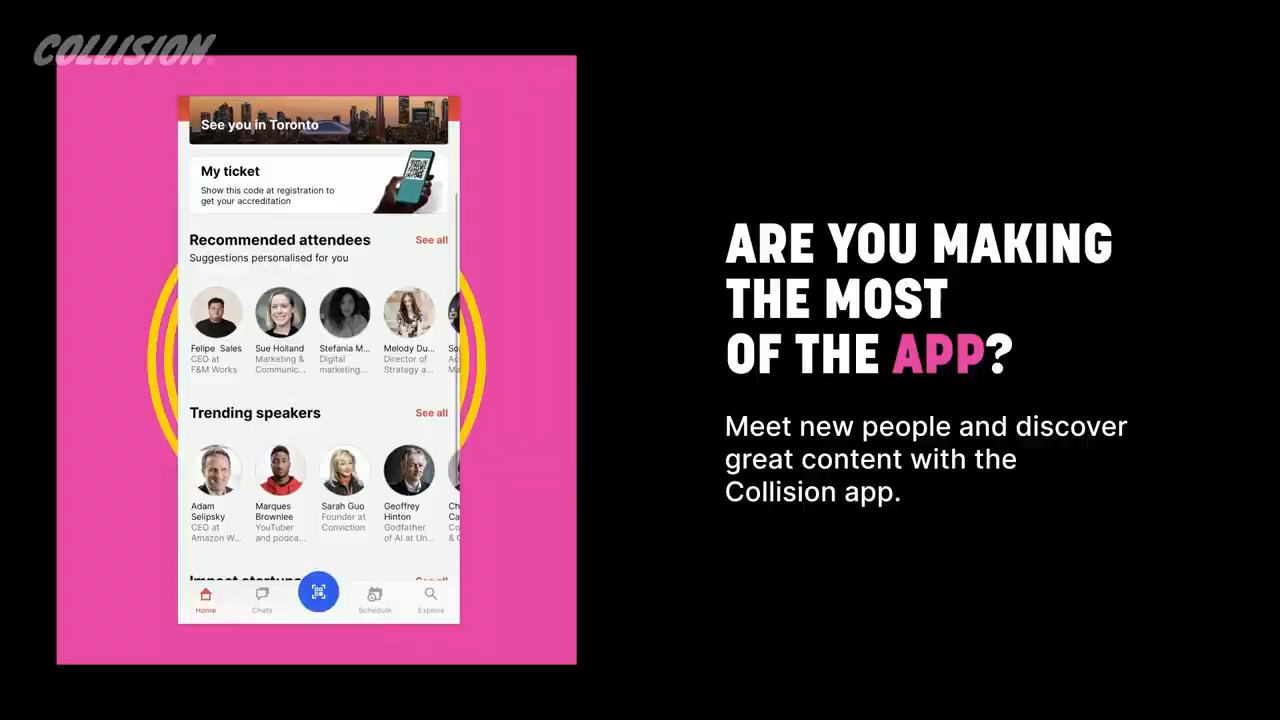 COLLISION
See you in Toronto
My ticket
Show this code at registration to
get your accreditation
Recommended attendees
See all
Suggestions personalised for you
Felipe Sales
CEO at
F&M Works
Sue Holland
Marketing &
Communic...
Stefania M...
Digital
marketing...
Melody Du...
Director of
Strategy a...
Trending speakers
See all
Adam
Selipsky
CEO at
Amazon W...
Marques
Brownlee
YouTuber
and podca...
Sarah Guo
Founder at
Conviction
Geoffrey
Hinton
Godfather
of AI at Un...
Home
Chats
Schedule
Explore
ARE YOU MAKING
THE MOST
OF THE APP?
Meet new people and discover
great content with the
Collision app.